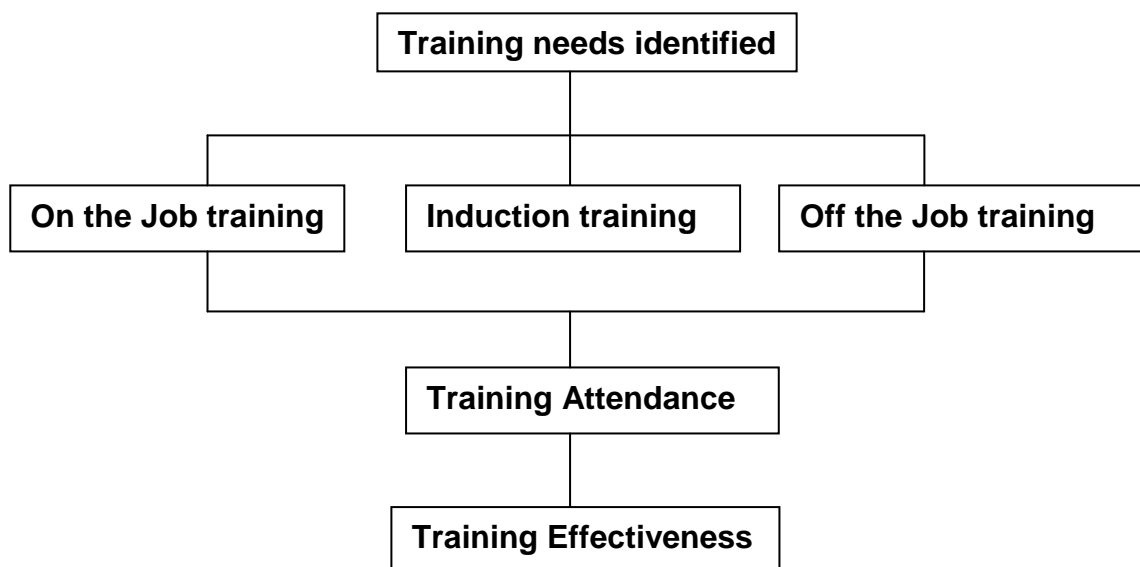 Training needs identified
On the Job training
Induction training
Off the Job training
Training Attendance
Training Effectiveness